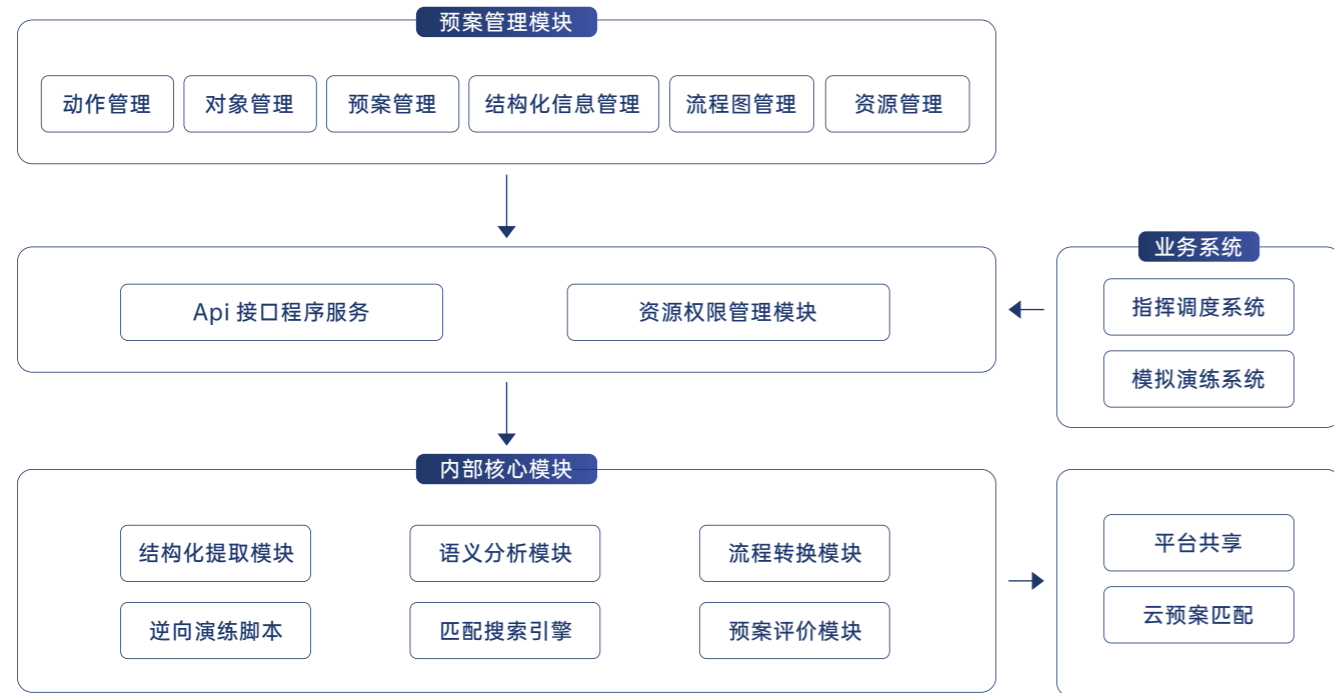 预案管理模块
动作管理
对象管理
预案管理
结构化信息管理
流程图管理
资源管理
Api 接口程序服务
资源权限管理模块
业务系统
指挥调度系统
模拟演练系统
内部核心模块
结构化提取模块
语义分析模块
流程转换模块
逆向演练脚本
匹配搜索引擎
预案评价模块
平台共享
云预案匹配